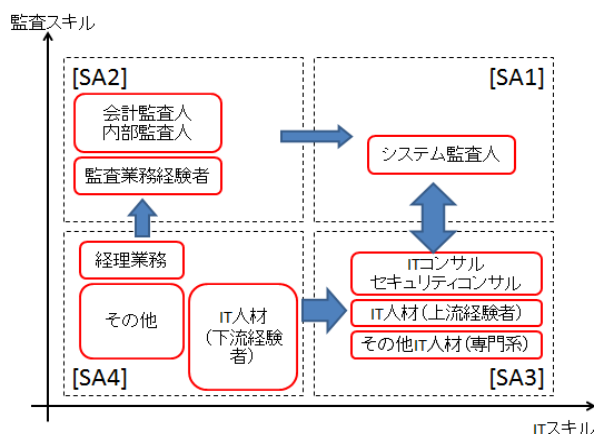 監査スキル
[SA2]
会計監査人
内部監査人
監査業務経験者
[SA1]
システム監査人
経理業務
その他
IT人材
(下流経験
者)
[SA4]
ITコンサル
セキュリティコンサル
IT人材(上流経験者)
その他IT人材(専門系)
[SA3]
ITスキル